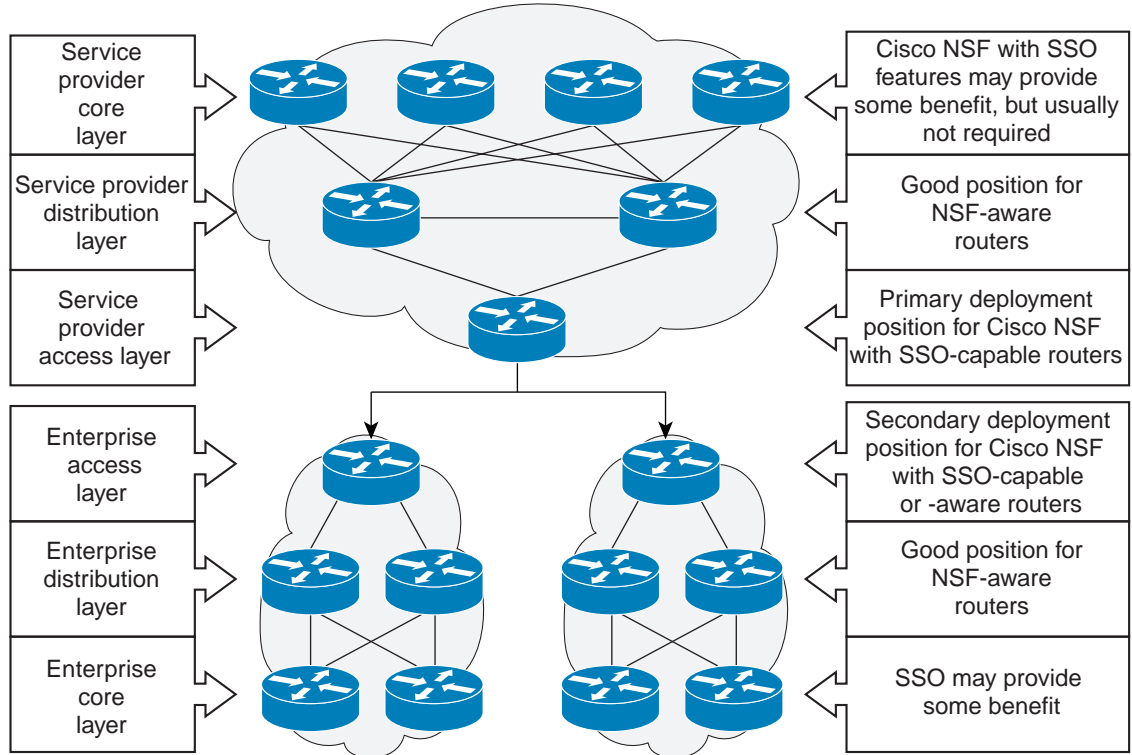 Service
provider
core
layer
Cisco NSF with SSO
features may provide
some benefit, but usually
not required
Service provider
distribution
layer
Good position for
NSF-aware
routers
Service
provider
access layer
Primary deployment
position for Cisco NSF
with SSO-capable routers
Enterprise
access
layer
Secondary deployment
position for Cisco NSF
with SSO-capable
or -aware routers
Enterprise
distribution
layer
Good position for
NSF-aware
routers
Enterprise
core
layer
SSO may provide
some benefit